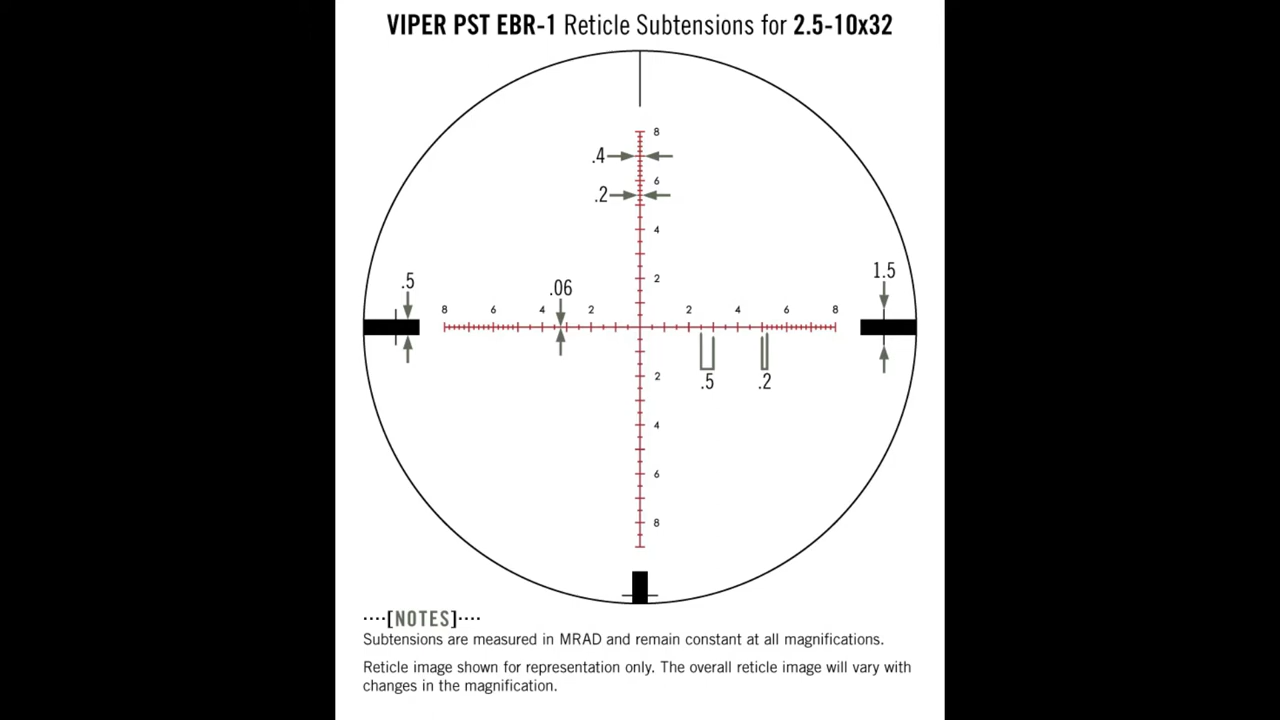 VIPER PST EBR-1 Reticle Subtensions for 2.5-10x32
8
.4
6
.2
4
2
.5
.06
1.5
8 6 4 2 2 4 6 8
.5 .2
2
4
6
8
····[NOTES]····
Subtensions are measured in MRAD and remain constant at all magnifications.
Reticle image shown for representation only. The overall reticle image will vary with
changes in the magnification.